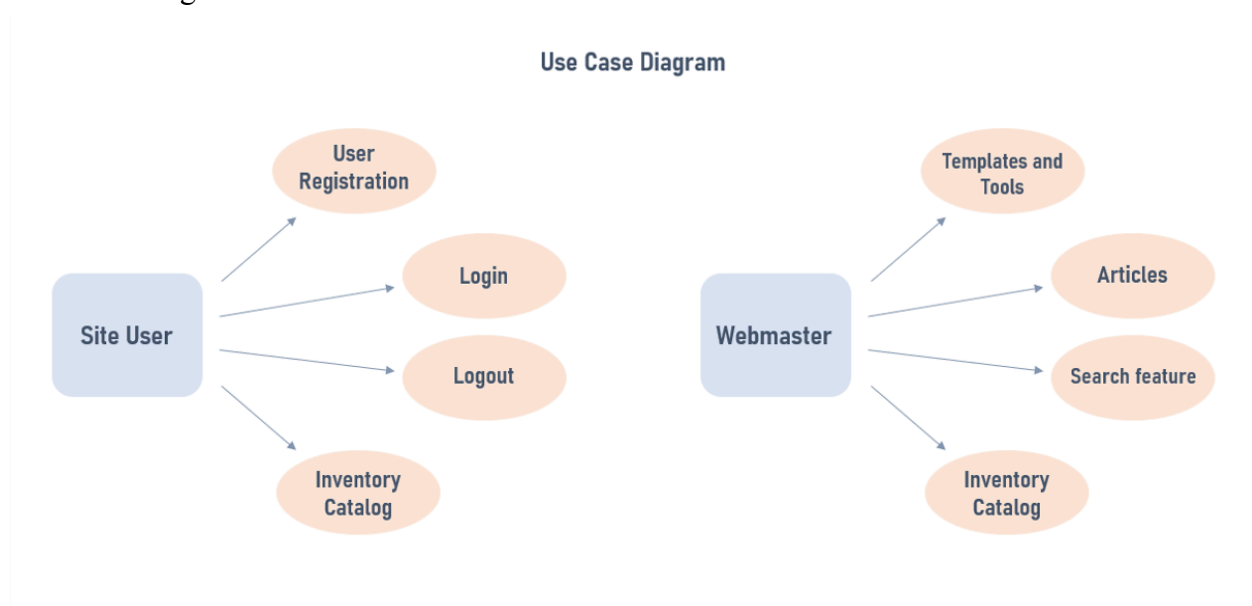 Use Case Diagram
User
Registration
Login
Site User
Logout
Inventory
Catalog
Templates and
Tools
Articles
Webmaster
Search feature
Inventory
Catalog